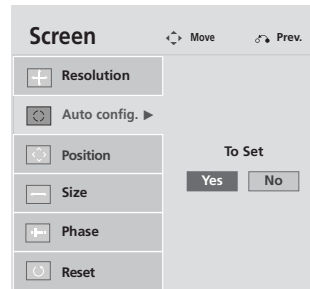 Screen
Move
Prev.
Resolution
Auto config. ▶
Position
Size
Phase
Reset
To Set
Yes
No